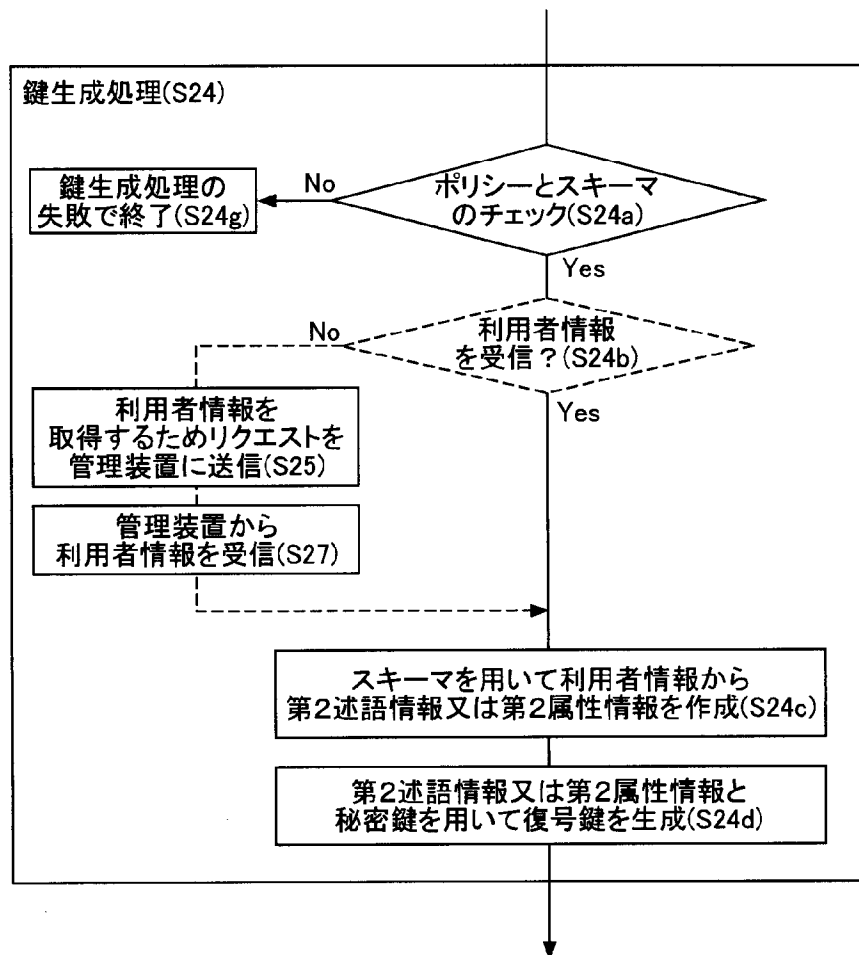 鍵生成処理(S24)
ポリシーとスキーマ
のチェック(S24a)
No
鍵生成処理の
失敗で終了(S24g)
Yes
利用者情報
を受信？(S24b)
No
Yes
利用者情報を
取得するためリクエストを
管理装置に送信(S25)
管理装置から
利用者情報を受信(S27)
スキーマを用いて利用者情報から
第２述語情報又は第２属性情報を作成(S24c)
第２述語情報又は第２属性情報と
秘密鍵を用いて復号鍵を生成(S24d)